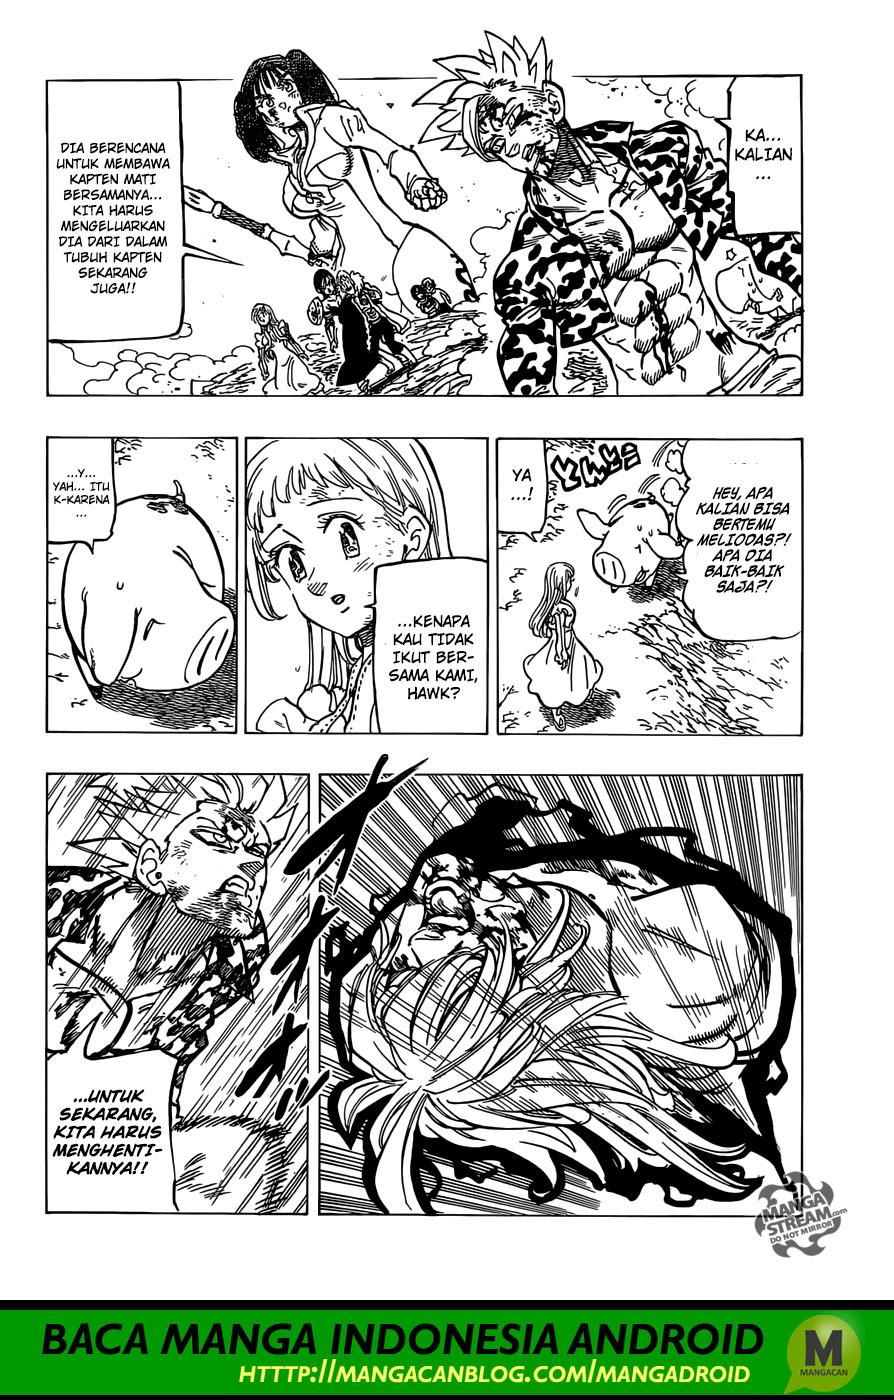 KA...
KALIAN
...
DIA BERENCANA
UNTUK MEMBAWA
KAPTEN MATI
BERSAMANYA...
KITA HARUS
MENGELUARKAN
DIA DARI DALAM
TUBUH KAPTEN
SEKARANG
JUGA!!
HEY, APA
KALIAN BISA
BERTEMU
MELIODAS?!
APA DIA
BAIK-BAIK
SAJA?!
YA
...!
...KENAPA
KAU TIDAK
IKUT BER-
SAMA KAMI,
HAWK?
...Y...
YAH... ITU
K-KARENA
...
...UNTUK
SEKARANG,
KITA HARUS
MENGHENTI-
KANNYA!!
MANGA
STREAM.com
DO NOT MIRROR
BACA MANGA INDONESIA ANDROID
HTTTP://MANGACANBLOG.COM/MANGADROID
M
MANGACAN